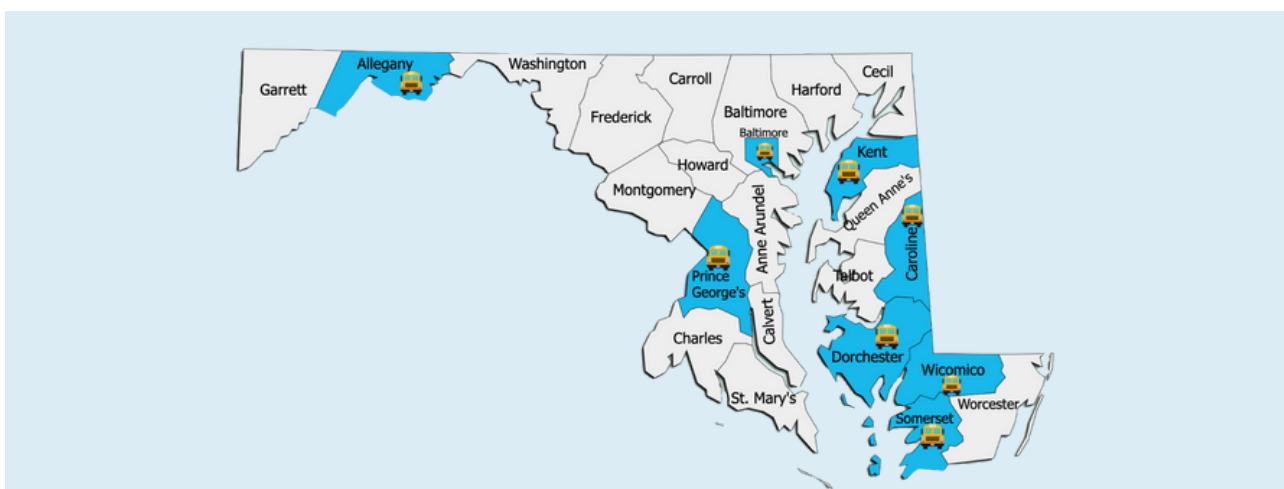 Garrett
Allegany
Washington
Frederick
Carroll
Baltimore
Baltimore
Harford
Cecil
Howard
Montgomery
Kent
Queen Anne's
Anne Arundel
Prince
George's
Caroline
Talbot
Calvert
Charles
St. Mary's
Dorchester
Wicomico
Somerset
Worcester